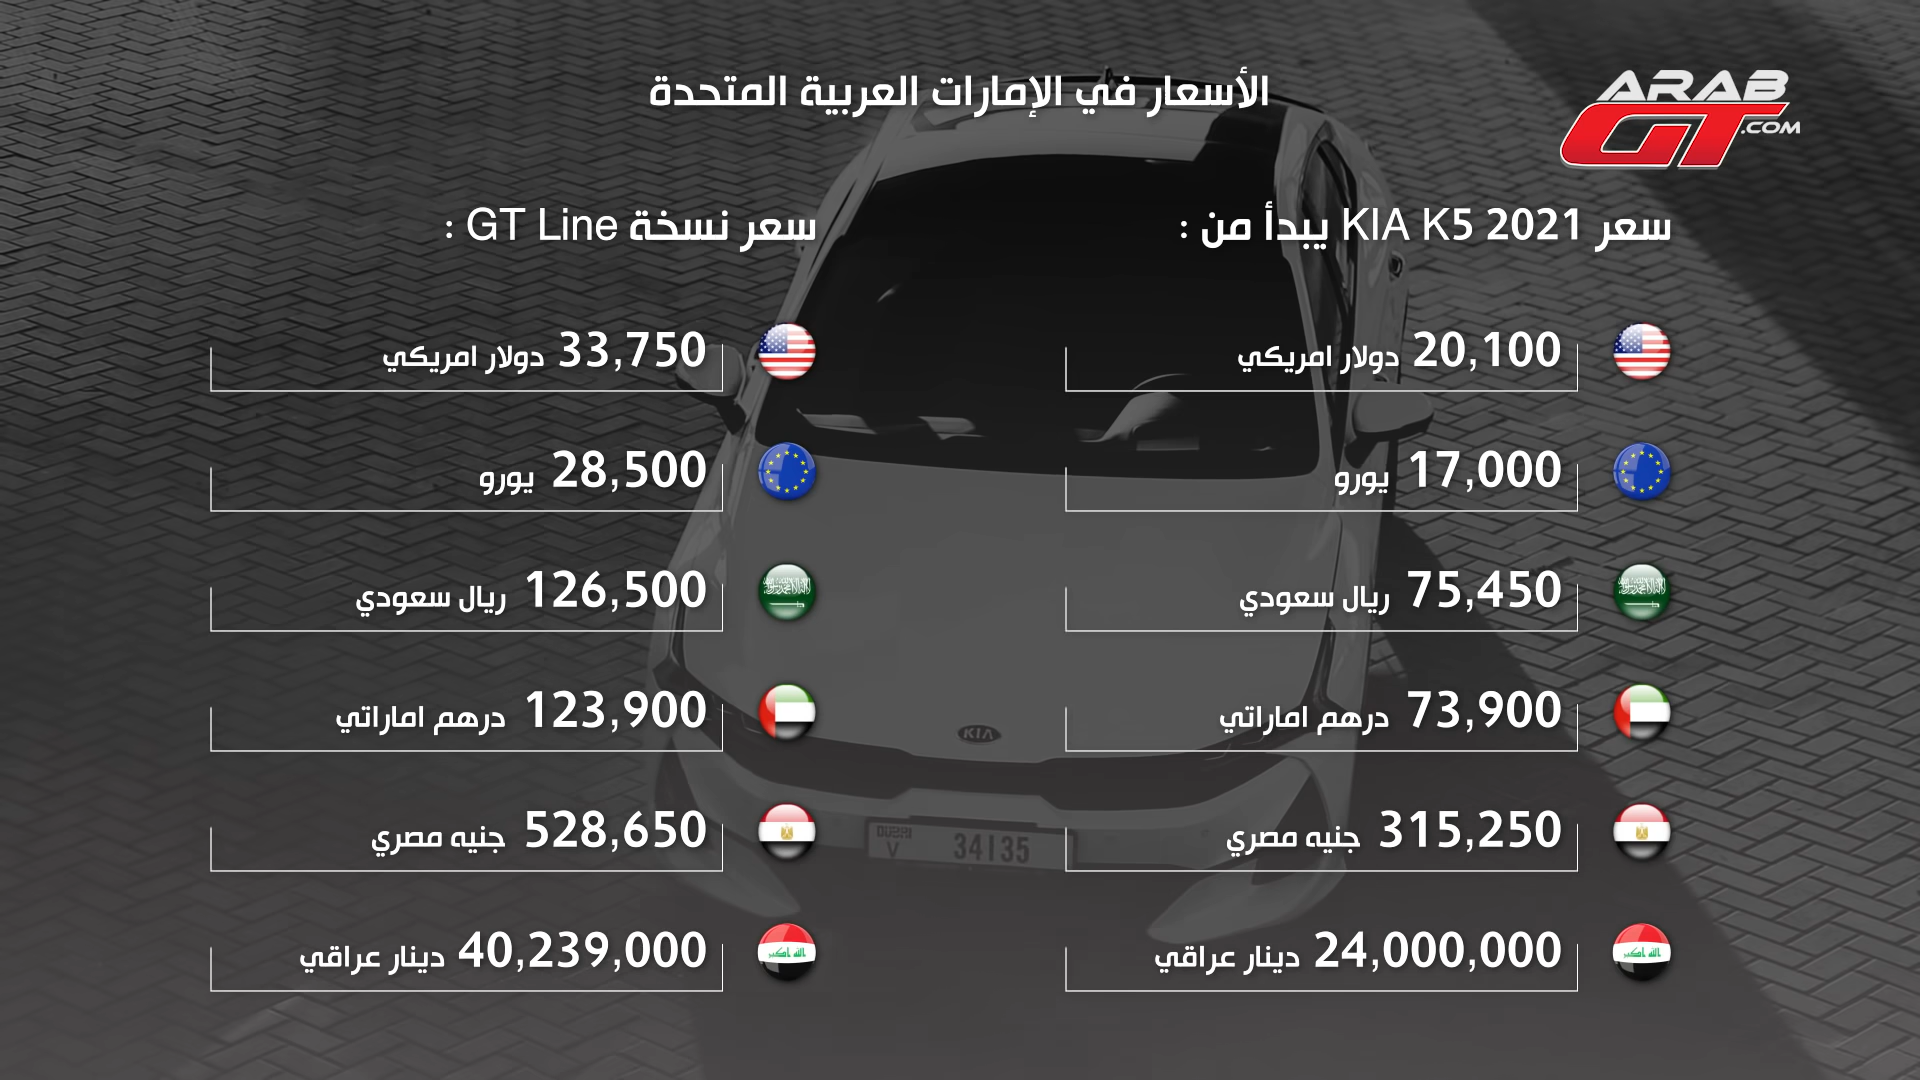 الأسعار في الإمارات العربية المتحدة
ARAB
GT.COM
سعر KIA K5 2021 يبدأ من :
20,100 دولار امريكي
17,000 يورو
75,450 ريال سعودي
73,900 درهم اماراتي
315,250 جنيه مصري
24,000,000 دينار عراقي
سعر نسخة GT Line :
33,750 دولار امريكي
28,500 يورو
126,500 ريال سعودي
123,900 درهم اماراتي
528,650 جنيه مصري
40,239,000 دينار عراقي
KIA
DUBAI
V 34135